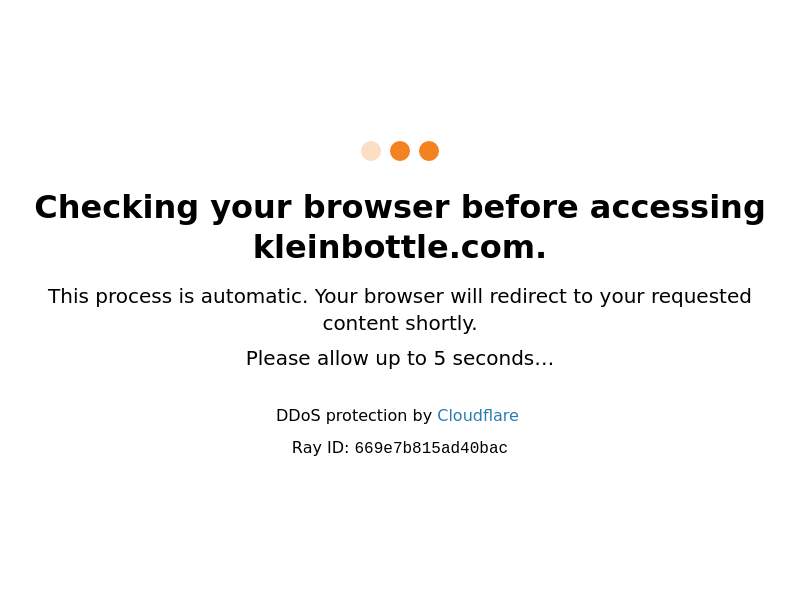 Checking your browser before accessing
kleinbottle.com.
This process is automatic. Your browser will redirect to your requested
content shortly.
Please allow up to 5 seconds…
DDoS protection by Cloudflare
Ray ID: 669e7b815ad40bac